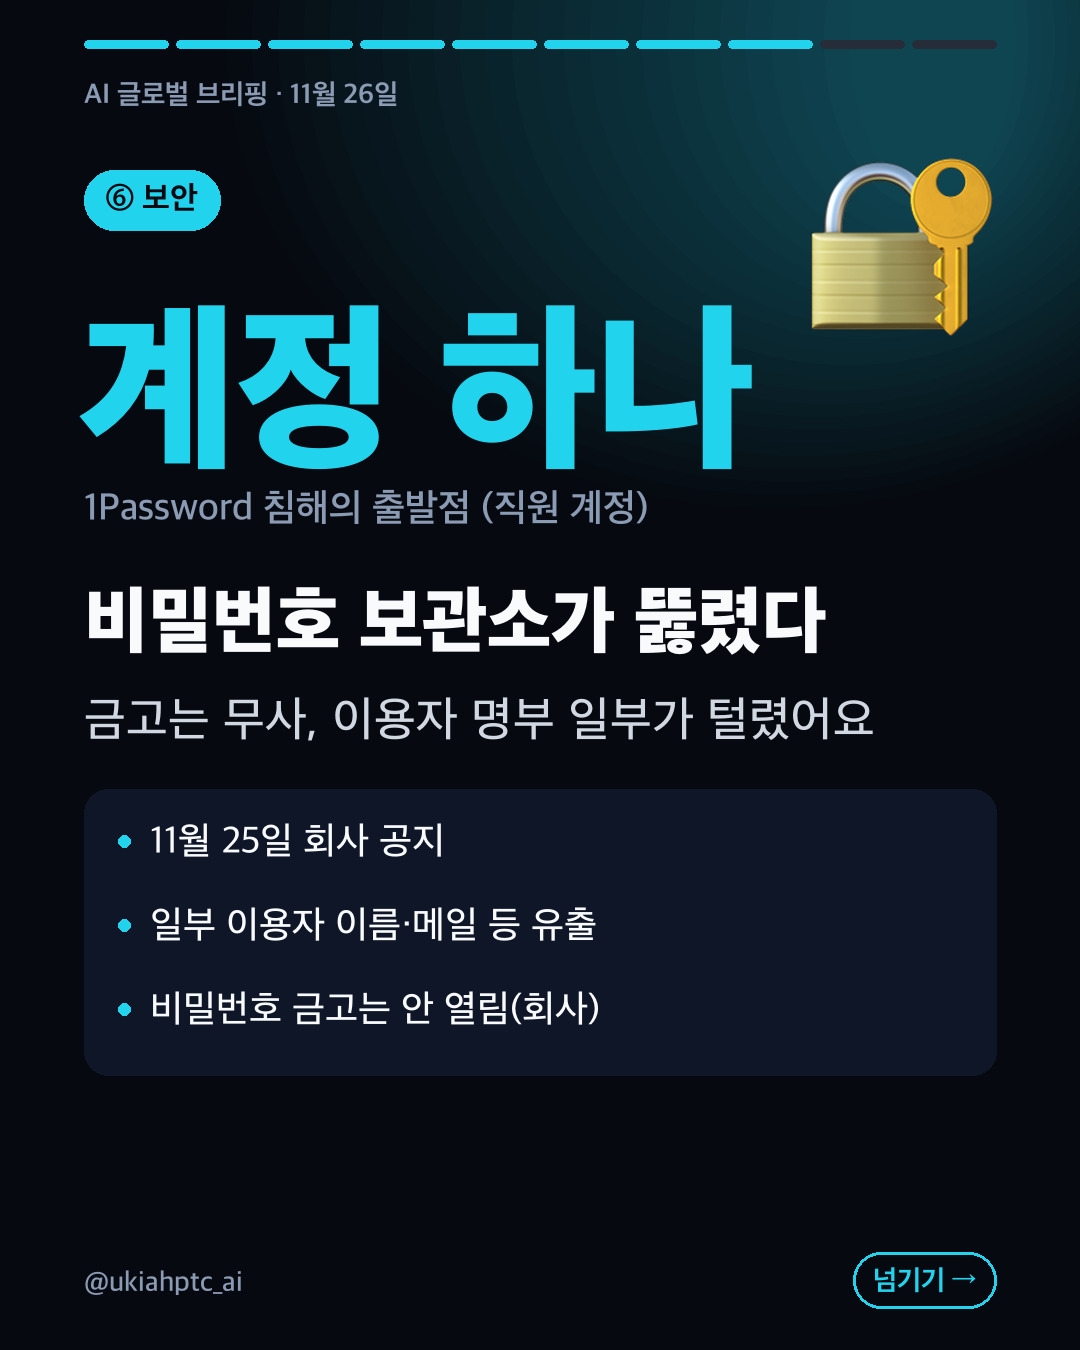 AI 글로벌 브리핑 · 11월 26일
⑥ 보안
계정 하나
1Password 침해의 출발점 (직원 계정)
비밀번호 보관소가 뚫렸다
금고는 무사, 이용자 명부 일부가 털렸어요
• 11월 25일 회사 공지
• 일부 이용자 이름·메일 등 유출
• 비밀번호 금고는 안 열림(회사)
@ukiahptc_ai
넘기기 →